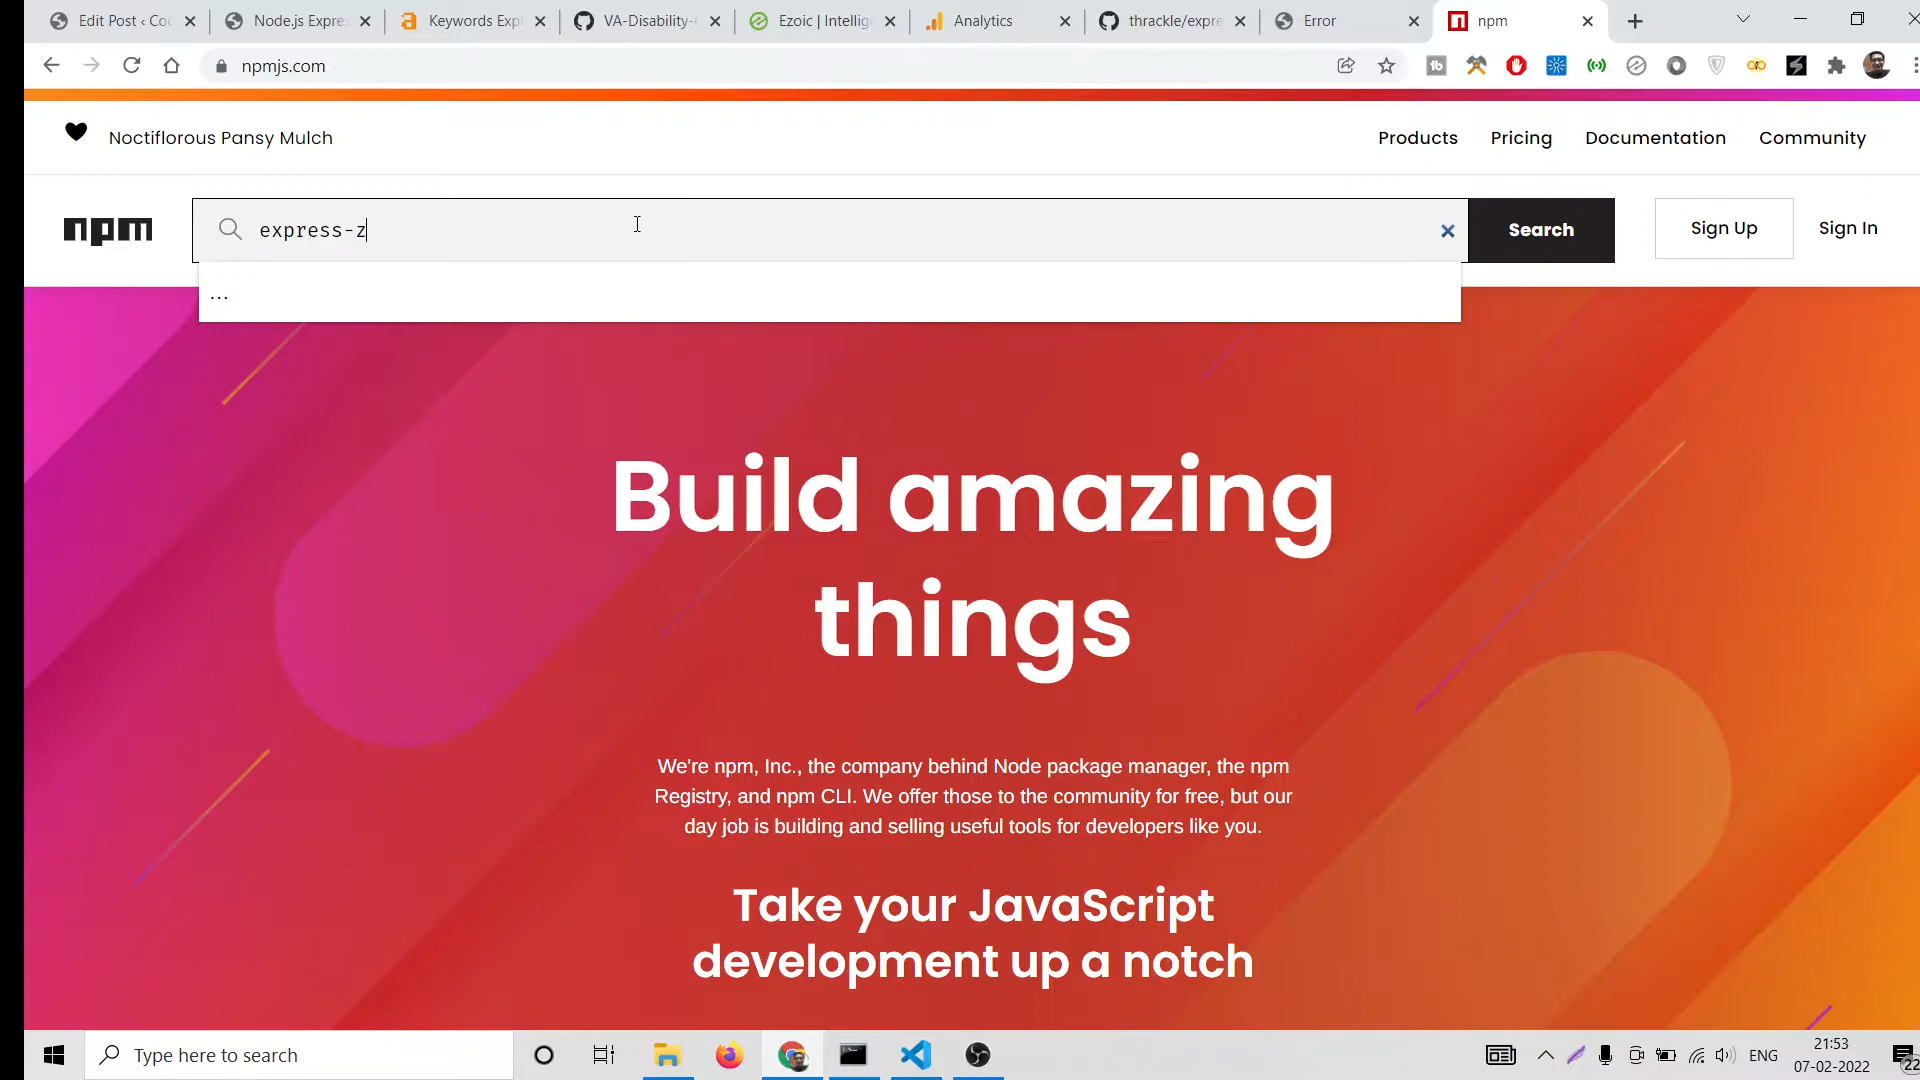 Edit Post ‹ Co
Node.js Expres
Keywords Expl
VA-Disability-
Ezoic | Intellig
Analytics
thrackle/expre
Error
npm
npmjs.com
Noctiflorous Pansy Mulch
Products
Pricing
Documentation
Community
npm
express-z
Search
Sign Up
Sign In
...
Build amazing
things
We're npm, Inc., the company behind Node package manager, the npm
Registry, and npm CLI. We offer those to the community for free, but our
day job is building and selling useful tools for developers like you.
Take your JavaScript
development up a notch
Type here to search
ENG
21:53
07-02-2022
22